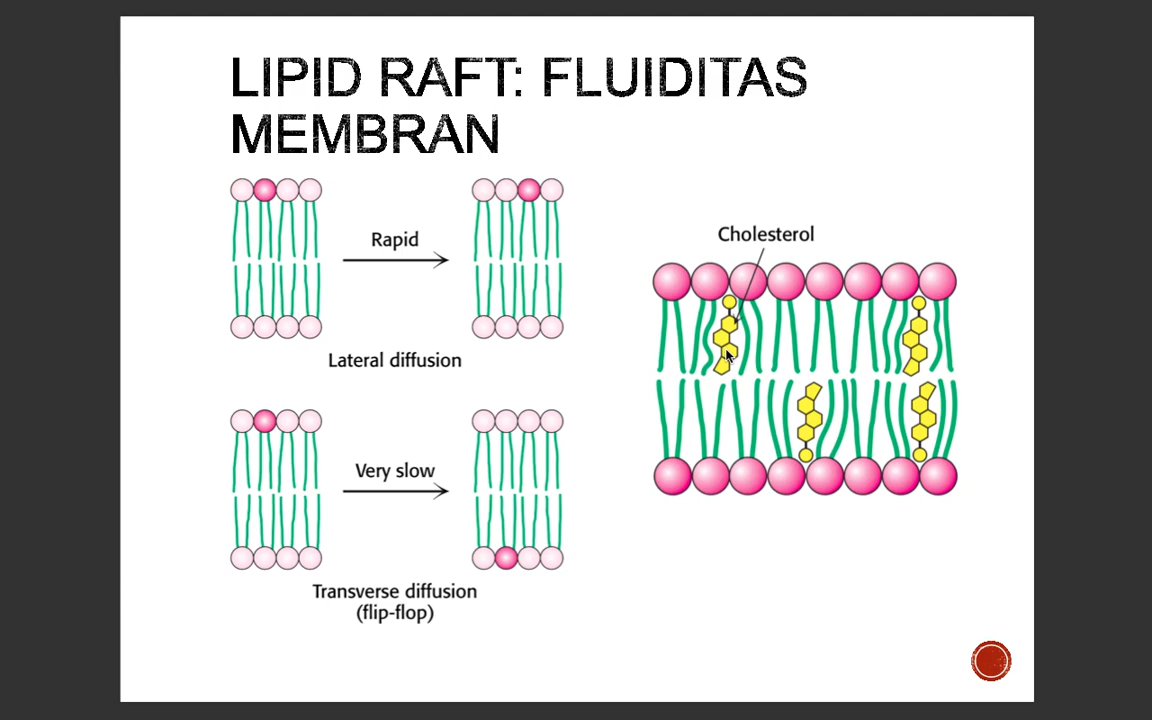 LIPID RAFT: FLUIDITAS
MEMBRAN
Rapid
Lateral diffusion
Very slow
Transverse diffusion
(flip-flop)
Cholesterol